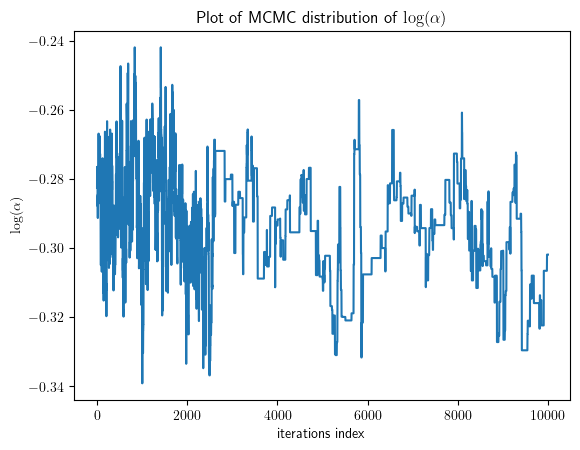 Plot of MCMC distribution of log(α)
−0.24
−0.26
−0.28
−0.30
−0.32
−0.34
log(α)
0 2000 4000 6000 8000 10000
iterations index